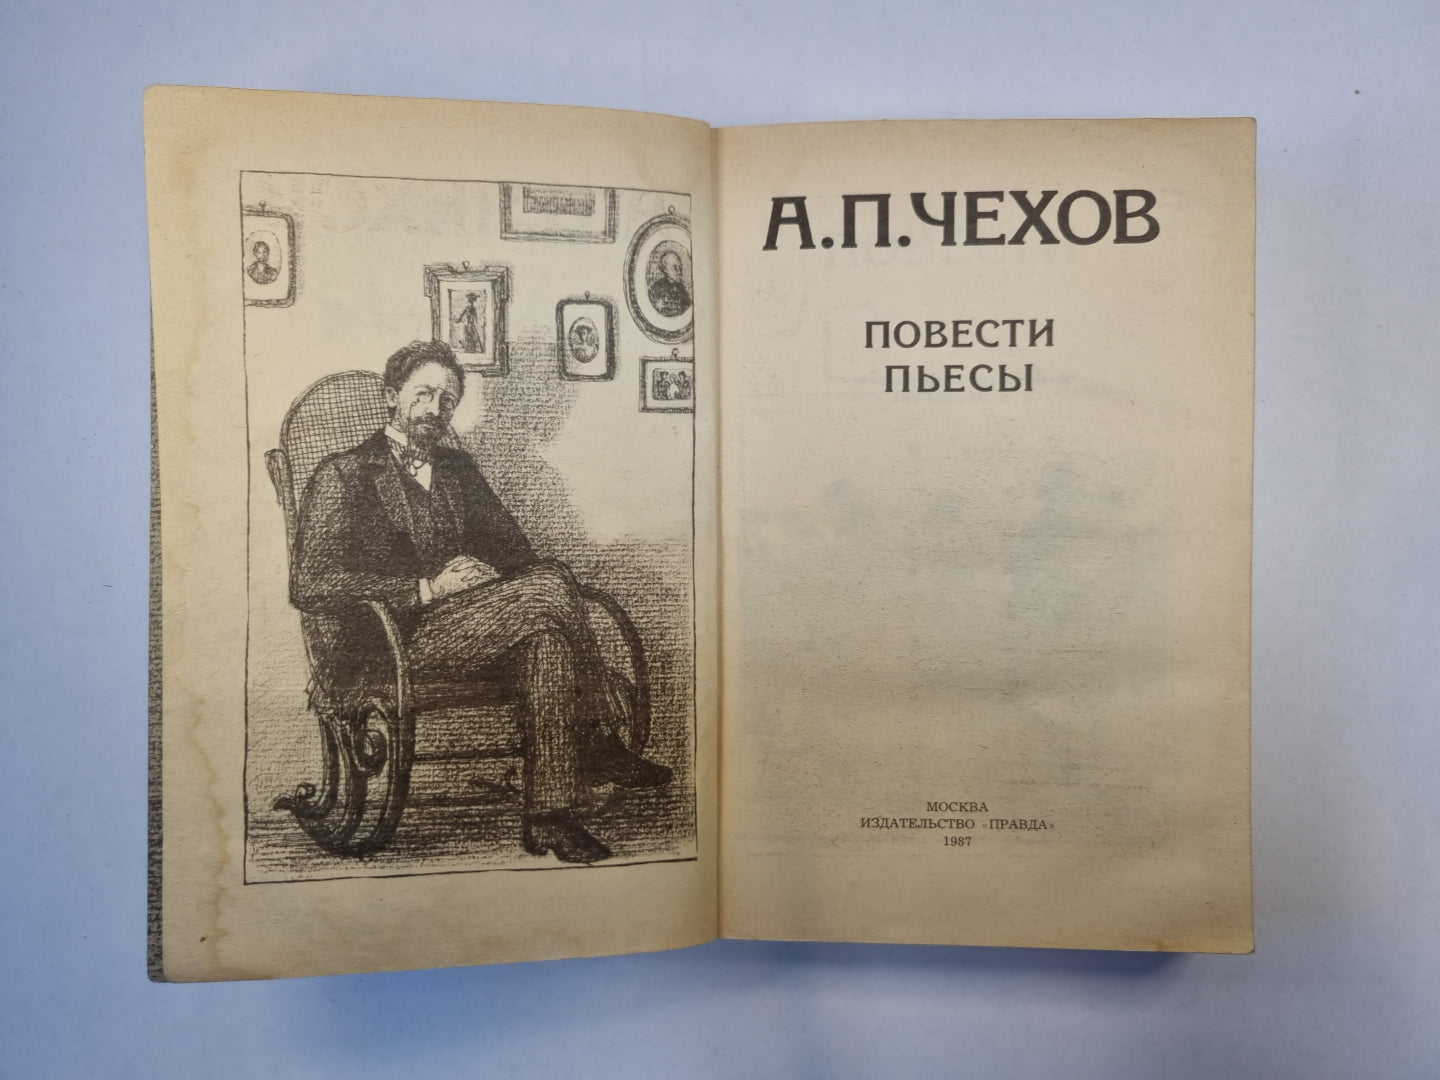 А.П.ЧЕХОВ
ПОВЕСТИ
ПЬЕСЫ
МОСКВА
ИЗДАТЕЛЬСТВО «ПРАВДА»
1987